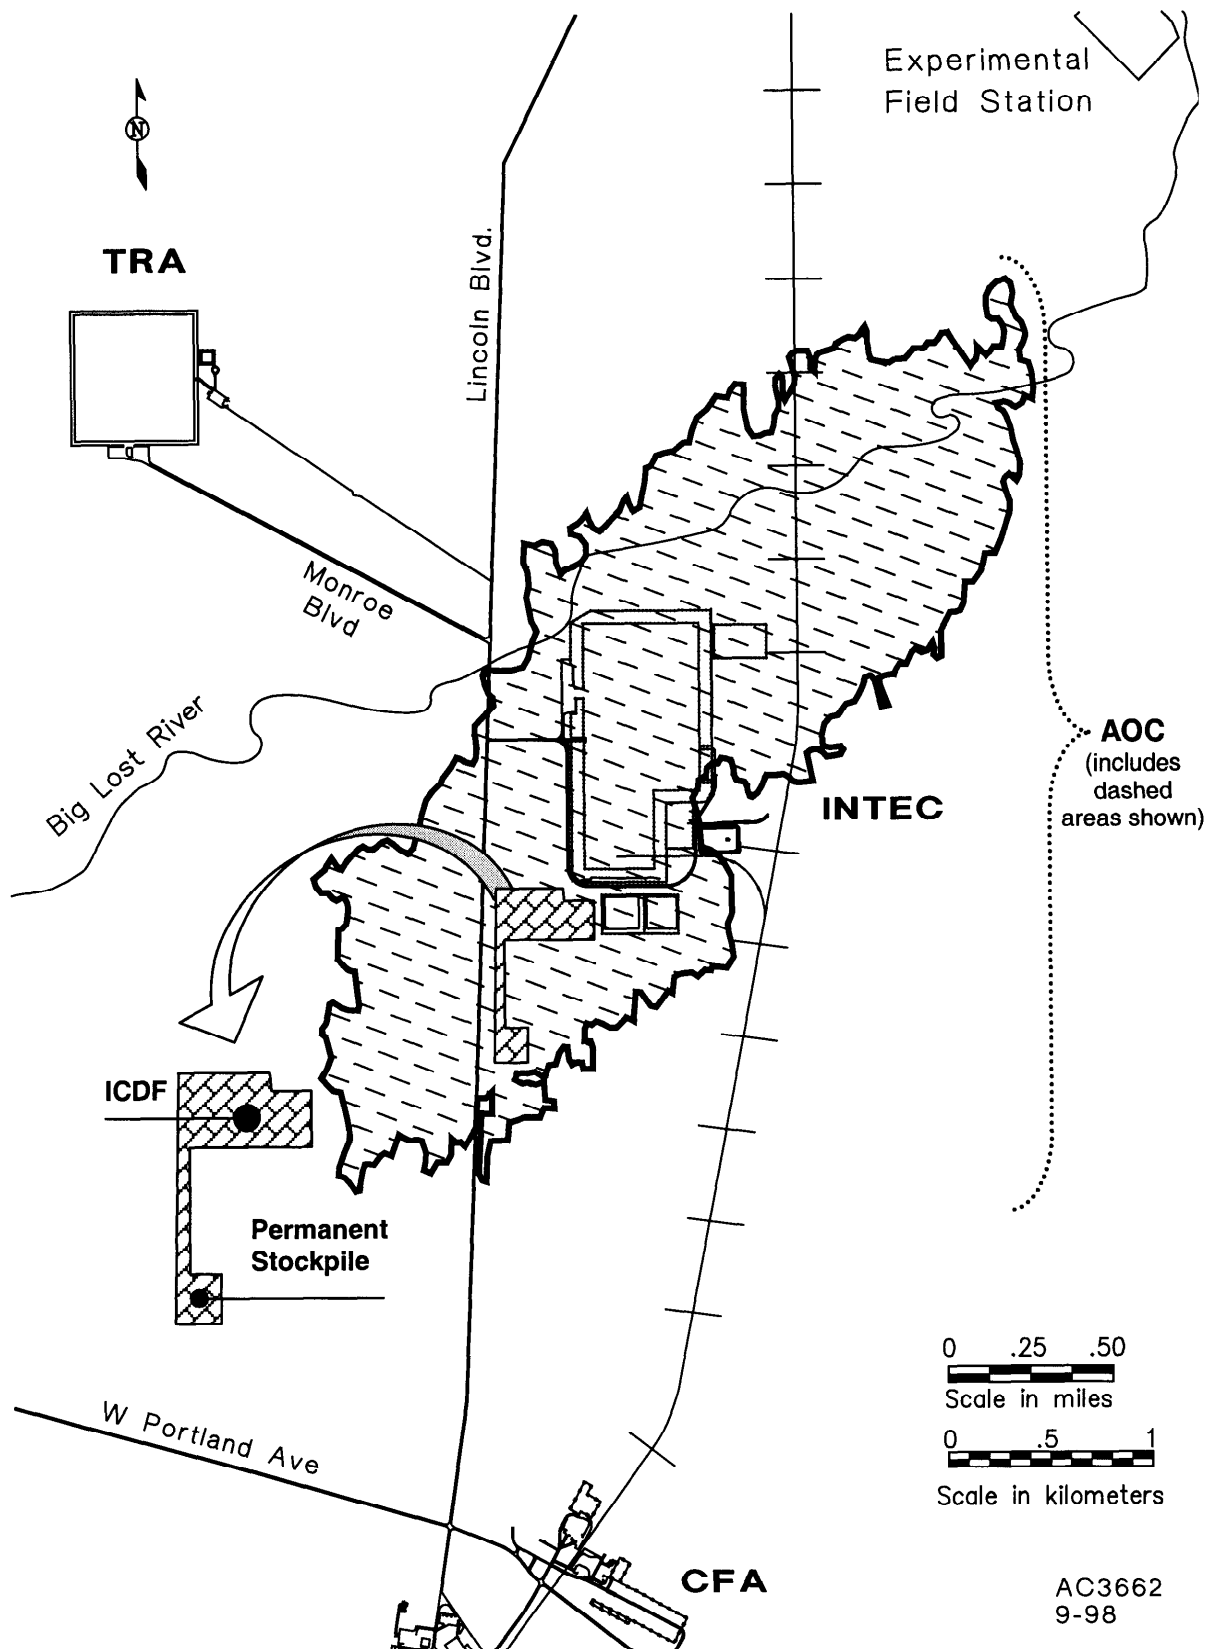 Experimental
Field Station
N
TRA
Lincoln Blvd.
Monroe
Blvd
Big Lost River
AOC
(includes
dashed
areas shown)
INTEC
ICDF
Permanent
Stockpile
0 .25 .50
Scale in miles
0 .5 1
Scale in kilometers
W Portland Ave
CFA
AC3662
9-98